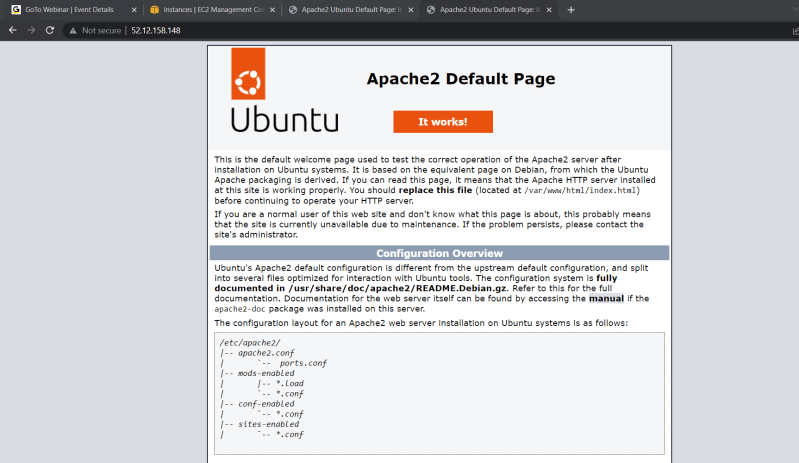 GoTo Webinar | Event Details
Instances | EC2 Management Con
Apache2 Ubuntu Default Page: It
Apache2 Ubuntu Default Page: It
Not secure | 52.12.158.148
Apache2 Default Page
Ubuntu
It works!
This is the default welcome page used to test the correct operation of the Apache2 server after
installation on Ubuntu systems. It is based on the equivalent page on Debian, from which the Ubuntu
Apache packaging is derived. If you can read this page, it means that the Apache HTTP server installed
at this site is working properly. You should replace this file (located at /var/www/html/index.html)
before continuing to operate your HTTP server.
If you are a normal user of this web site and don't know what this page is about, this probably means
that the site is currently unavailable due to maintenance. If the problem persists, please contact the
site's administrator.
Configuration Overview
Ubuntu's Apache2 default configuration is different from the upstream default configuration, and split
into several files optimized for interaction with Ubuntu tools. The configuration system is fully
documented in /usr/share/doc/apache2/README.Debian.gz. Refer to this for the full
documentation. Documentation for the web server itself can be found by accessing the manual if the
apache2-doc package was installed on this server.
The configuration layout for an Apache2 web server installation on Ubuntu systems is as follows:
/etc/apache2/
|-- apache2.conf
|       `--  ports.conf
|-- mods-enabled
|       |-- *.load
|       `-- *.conf
|-- conf-enabled
|       `-- *.conf
|-- sites-enabled
|       `-- *.conf